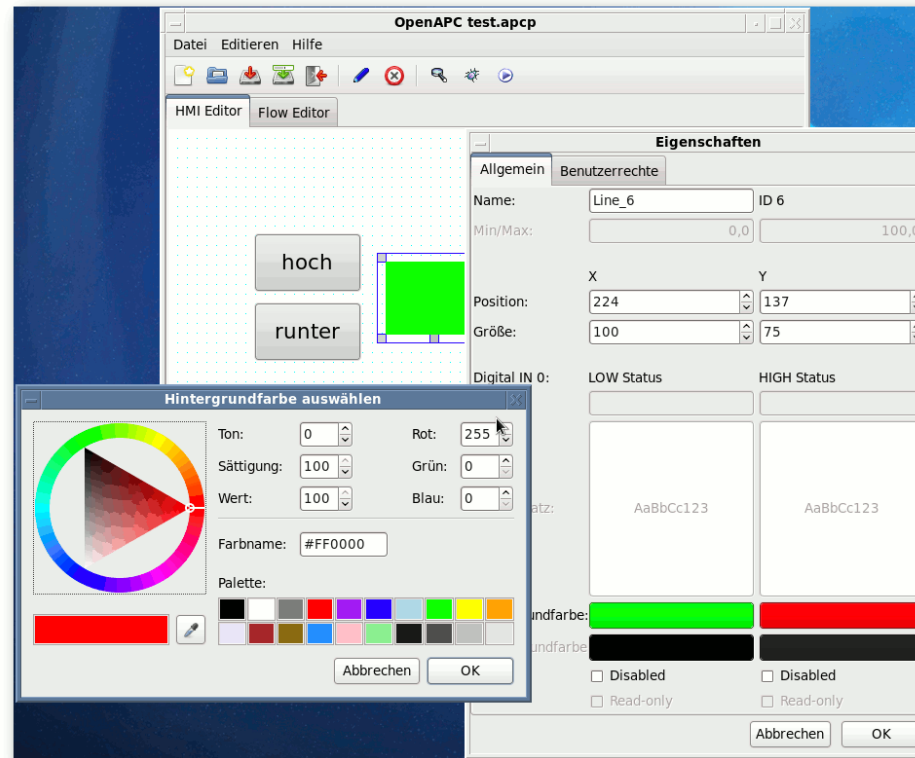 OpenAPC test.apcp
Datei Editieren Hilfe
HMI Editor Flow Editor
Eigenschaften
Allgemein Benutzerrechte
Name: Line_6 ID 6
Min/Max: 0,0 100,0
X Y
Position: 224 137
hoch
Größe: 100 75
runter
Digital IN 0: LOW Status HIGH Status
Hintergrundfarbe auswählen
Ton: 0 Rot: 255
Sättigung: 100 Grün: 0
Wert: 100 Blau: 0
atz: AaBbCc123 AaBbCc123
Farbname: #FF0000
Palette:
undfarbe:
undfarbe
Abbrechen OK
Disabled Disabled
Read-only Read-only
Abbrechen OK